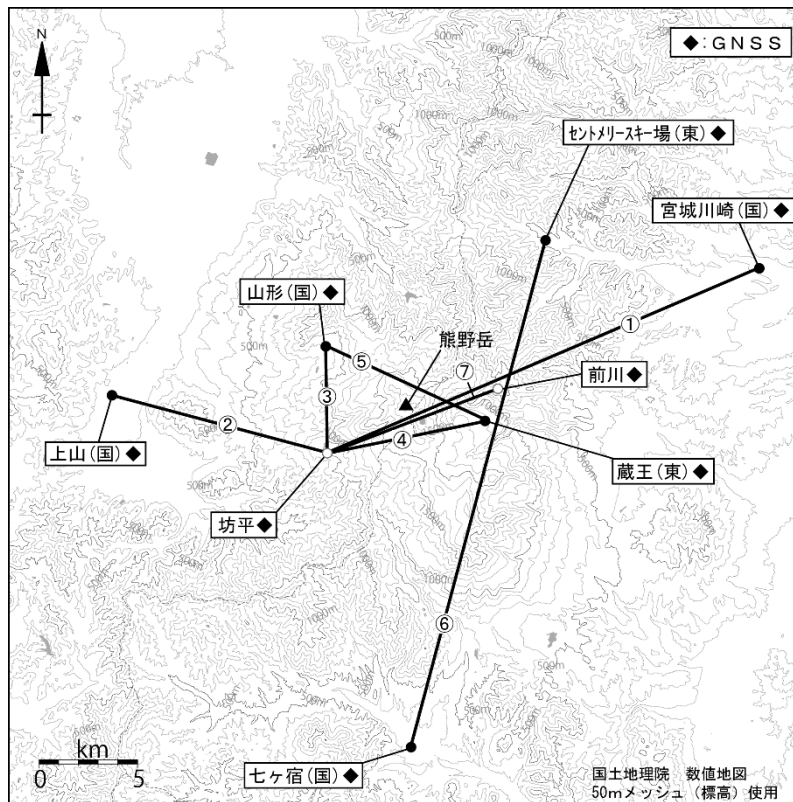 N
◆:GNSS
セントメリースキー場(東)◆
宮城川崎(国)◆
山形(国)◆
熊野岳
前川◆
上山(国)◆
蔵王(東)◆
坊平◆
七ヶ宿(国)◆
①
②
③
④
⑤
⑥
⑦
500m
1000m
km
0 5
国土地理院 数値地図
50mメッシュ(標高)使用